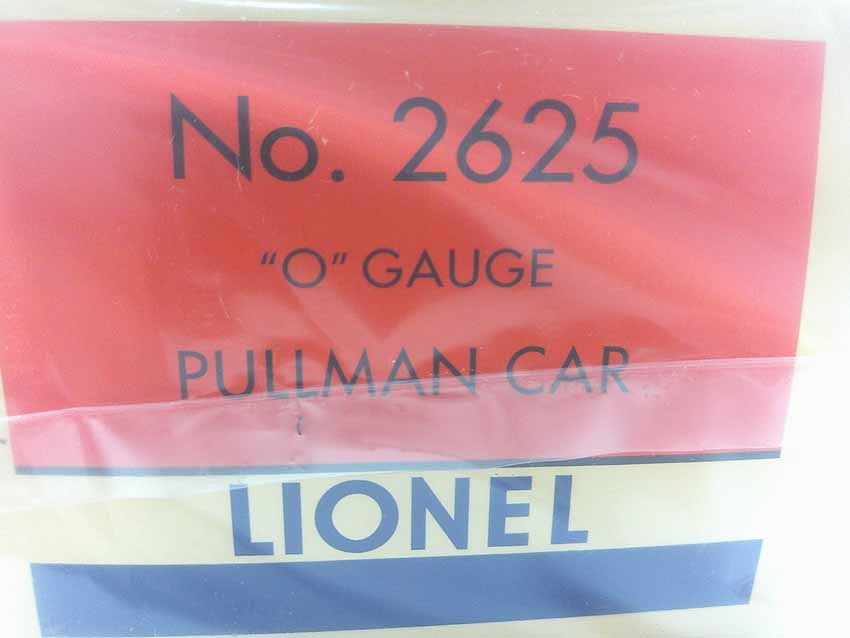 No. 2625
"O" GAUGE
PULLMAN CAR
LIONEL